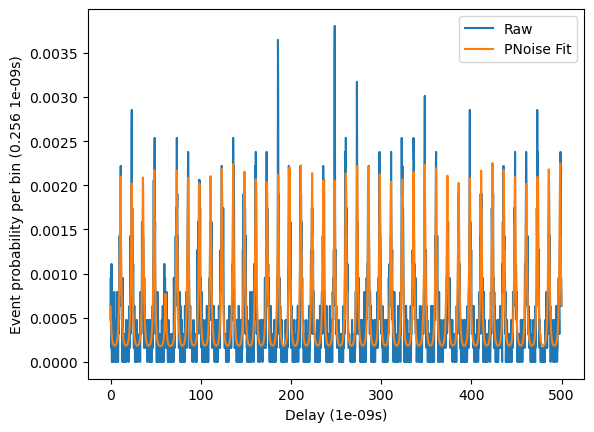 Raw
PNoise Fit
Event probability per bin (0.256 1e-09s)
0.0035
0.0030
0.0025
0.0020
0.0015
0.0010
0.0005
0.0000
0 100 200 300 400 500
Delay (1e-09s)